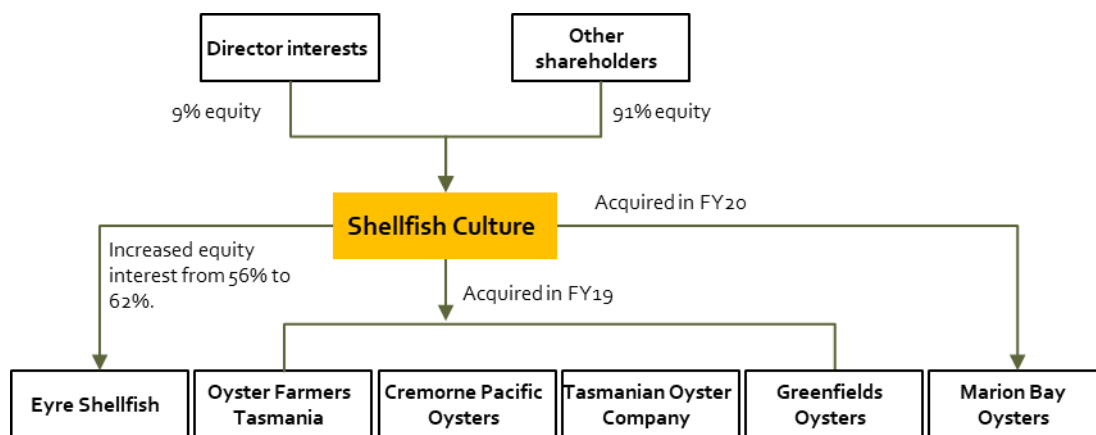 Director interests
Other
shareholders
9% equity
91% equity
Shellfish Culture
Acquired in FY20
Increased equity
interest from 56% to
62%.
Acquired in FY19
Eyre Shellfish
Oyster Farmers
Tasmania
Cremorne Pacific
Oysters
Tasmanian Oyster
Company
Greenfields
Oysters
Marion Bay
Oysters